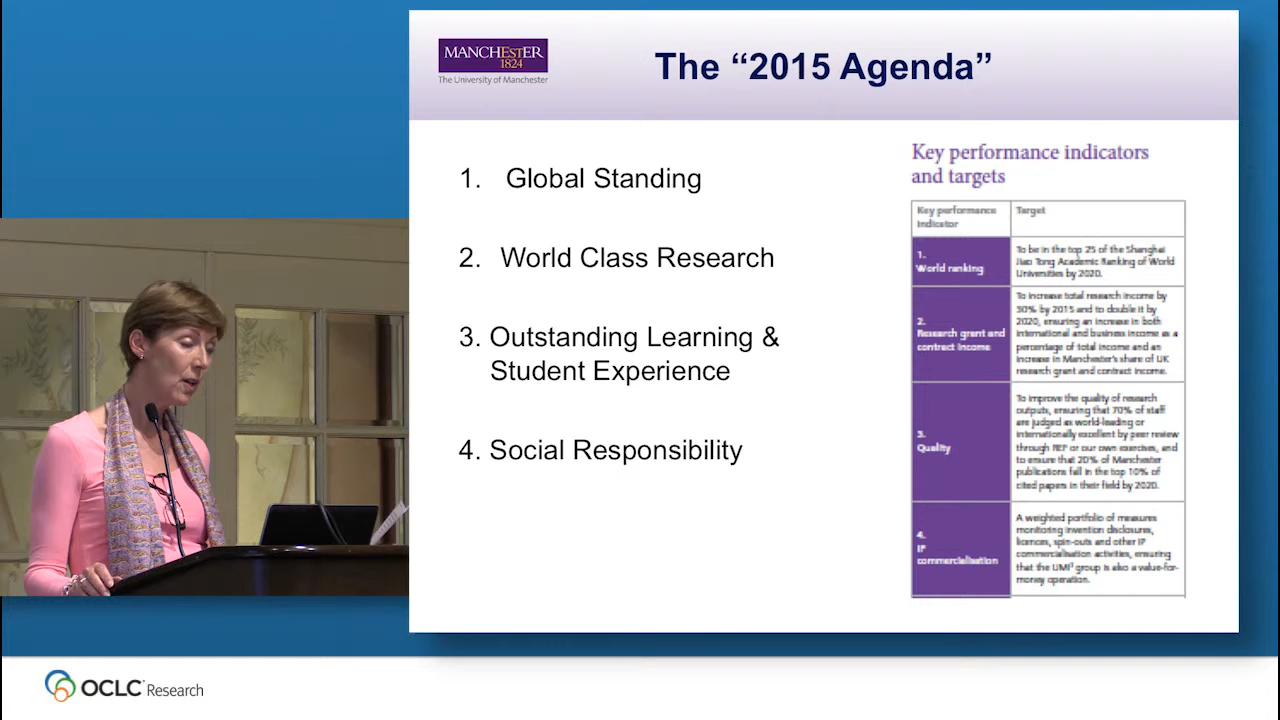 MANCHESTER
1824
The University of Manchester
The “2015 Agenda”
1. Global Standing
2. World Class Research
3. Outstanding Learning &
Student Experience
4. Social Responsibility
Key performance indicators
and targets
Key performance
indicator
Target
1.
World ranking
To be in the top 25 of the Shanghai
Jiao Tong Academic Ranking of World
Universities by 2020.
2.
Research grant and
contract income
To increase total research income by
30% by 2015 and to double it by
2020, ensuring an increase in both
international and business income as a
percentage of total income and an
increase in Manchester's share of UK
research grant and contract income.
3.
Quality
To improve the quality of research
outputs, ensuring that 70% of staff
are judged as world-leading or
internationally excellent by peer review
through REF or our own exercises, and
to ensure that 20% of Manchester
publications fall in the top 10% of
cited papers in their field by 2020.
4.
IP
commercialisation
A weighted portfolio of measures
monitoring invention disclosures,
licences, spin-outs and other IP
commercialisation activities, ensuring
that the UMI³ group is also a value-for-
money operation.
OCLC Research